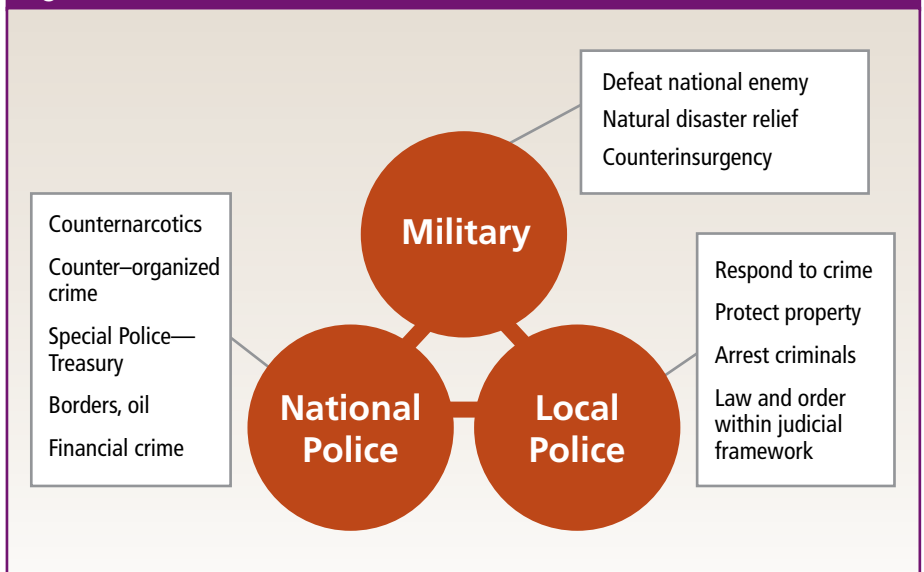 Defeat national enemy
Natural disaster relief
Counterinsurgency
Military
Counternarcotics
Counter–organized
crime
Special Police—
Treasury
Borders, oil
Financial crime
National
Police
Local
Police
Respond to crime
Protect property
Arrest criminals
Law and order
within judicial
framework